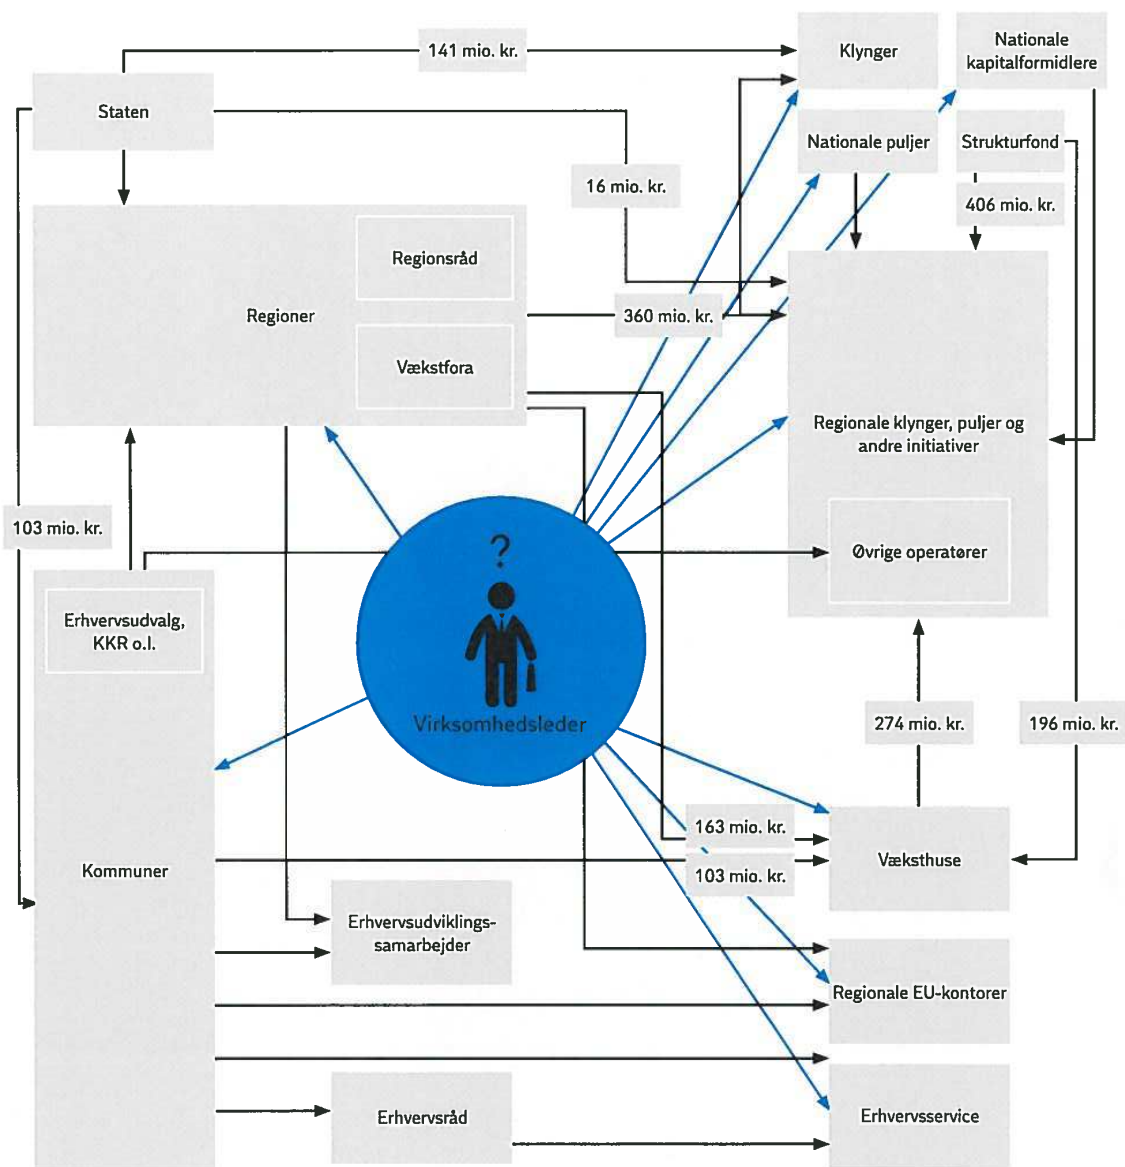 141 mio. kr.
Klynger
Nationale
kapitalformidlere
Staten
Nationale puljer
Strukturfond
16 mio. kr.
406 mio. kr.
Regionsråd
Regioner
360 mio. kr.
Vækstfora
Regionale klynger, puljer og
andre initiativer
103 mio. kr.
?
Øvrige operatører
Erhvervsudvalg,
KKR o.l.
Virksomhedsleder
274 mio. kr.
196 mio. kr.
163 mio. kr.
Kommuner
103 mio. kr.
Væksthuse
Erhvervsudviklings-
samarbejder
Regionale EU-kontorer
Erhvervsråd
Erhvervsservice